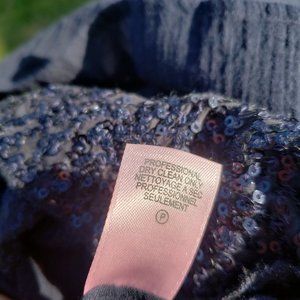 PROFESSIONAL
DRY CLEAN ONLY
NETTOYAGE A SEC
PROFESSIONNEL
SEULEMENT
P